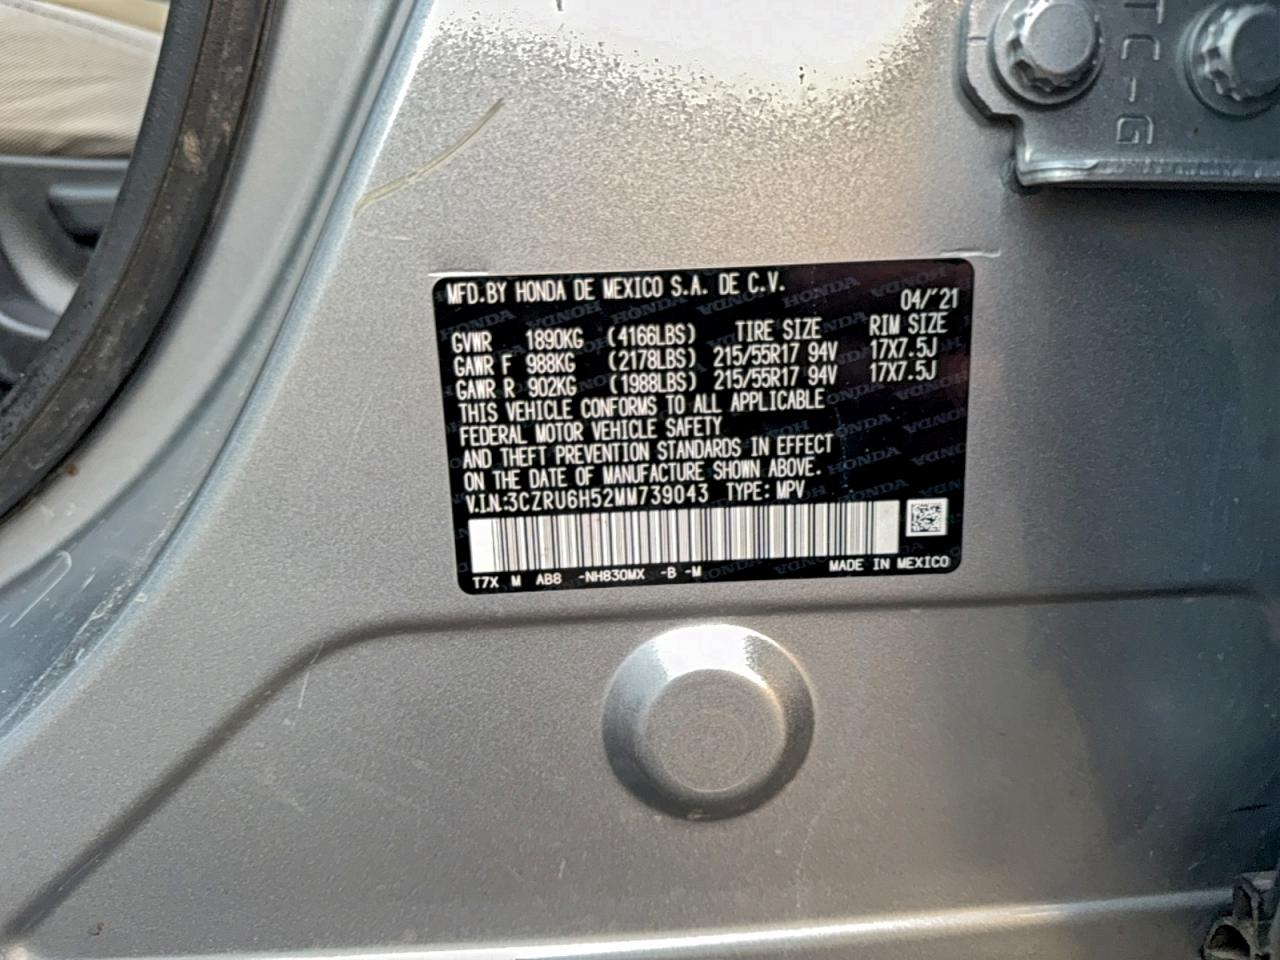 TC-G
MFD.BY HONDA DE MEXICO S.A. DE C.V.
04/'21
GVWR 1890KG (4166LBS) TIRE SIZE RIM SIZE
GAWR F 988KG (2178LBS) 215/55R17 94V 17X7.5J
GAWR R 902KG (1988LBS) 215/55R17 94V 17X7.5J
THIS VEHICLE CONFORMS TO ALL APPLICABLE
FEDERAL MOTOR VEHICLE SAFETY
AND THEFT PREVENTION STANDARDS IN EFFECT
ON THE DATE OF MANUFACTURE SHOWN ABOVE.
V.I.N.:3CZRU6H52MM739043 TYPE: MPV
T7X M AB8 -NH830MX -B -M MADE IN MEXICO